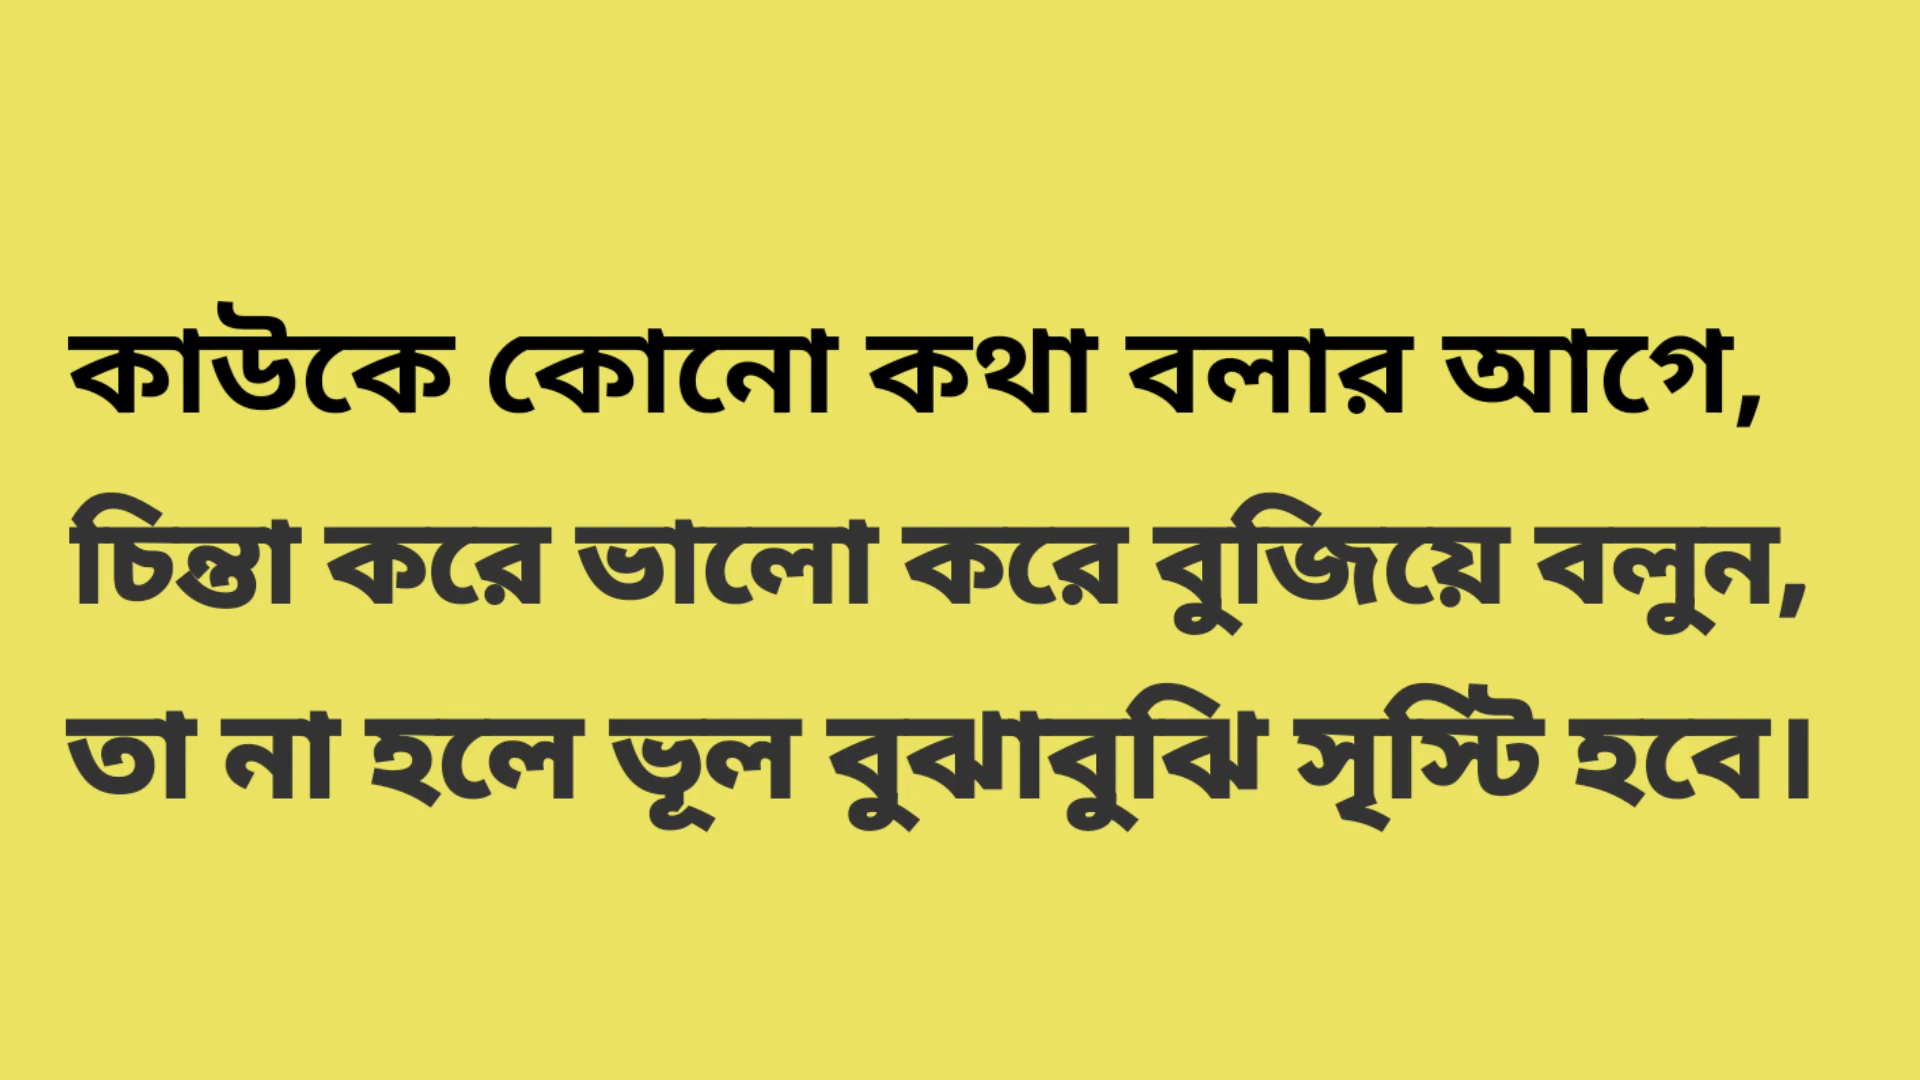 কাউকে কোনো কথা বলার আগে,
চিন্তা করে ভালো করে বুজিয়ে বলুন,
তা না হলে ভূল বুঝাবুঝি সৃস্টি হবে।